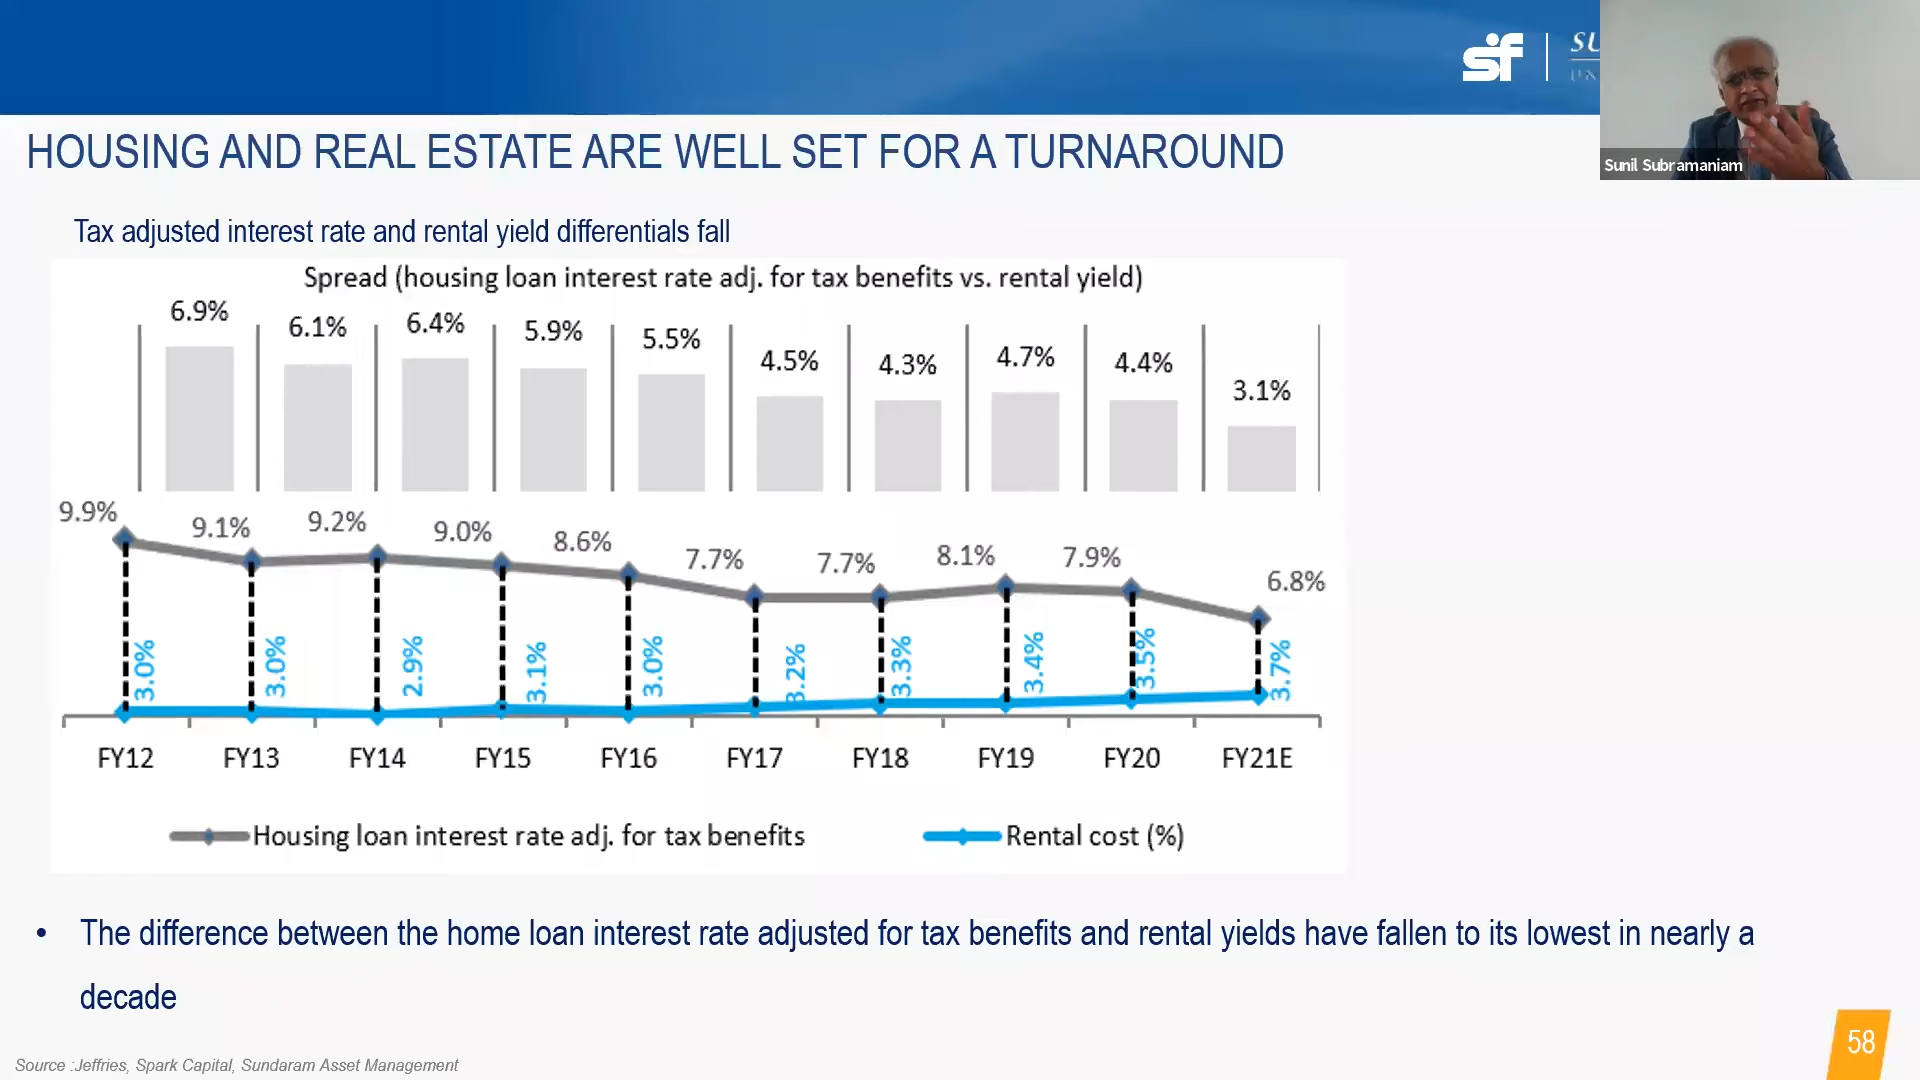 sf
Sunil Subramaniam
HOUSING AND REAL ESTATE ARE WELL SET FOR A TURNAROUND
Tax adjusted interest rate and rental yield differentials fall
Spread (housing loan interest rate adj. for tax benefits vs. rental yield)
6.9% 6.1% 6.4% 5.9% 5.5% 4.5% 4.3% 4.7% 4.4% 3.1%
9.9% 9.1% 9.2% 9.0% 8.6% 7.7% 7.7% 8.1% 7.9% 6.8%
3.0% 3.0% 2.9% 3.1% 3.0% 3.2% 3.3% 3.4% 3.5% 3.7%
FY12 FY13 FY14 FY15 FY16 FY17 FY18 FY19 FY20 FY21E
Housing loan interest rate adj. for tax benefits Rental cost (%)
• The difference between the home loan interest rate adjusted for tax benefits and rental yields have fallen to its lowest in nearly a
decade
58
Source :Jeffries, Spark Capital, Sundaram Asset Management